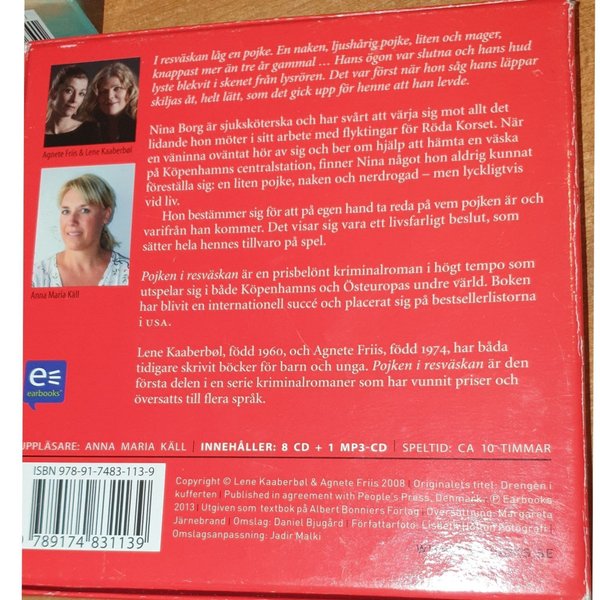 I resväskan låg en pojke. En naken, ljushårig pojke, liten och mager,
knappast mer än tre år gammal ... Hans ögon var slutna och hans hud
lyste blekvit i skenet från lysrören. Det var först när hon såg hans läppar
skiljas åt, helt lätt, som det gick upp för henne att han levde.
Agnete Friis & Lene Kaaberbøl
Nina Borg är sjuksköterska och har svårt att värja sig mot allt det
lidande hon möter i sitt arbete med flyktingar för Röda Korset. När
en väninna oväntat hör av sig och ber om hjälp att hämta en väska
på Köpenhamns centralstation, finner Nina något hon aldrig kunnat
föreställa sig: en liten pojke, naken och nerdrogad – men lyckligtvis
vid liv.
Hon bestämmer sig för att på egen hand ta reda på vem pojken är och
varifrån han kommer. Det visar sig vara ett livsfarligt beslut, som
sätter hela hennes tillvaro på spel.
Anna Maria Käll
Pojken i resväskan är en prisbelönt kriminalroman i högt tempo som
utspelar sig i både Köpenhamns och Östeuropas undre värld. Boken
har blivit en internationell succé och placerat sig på bestsellerlistorna
i USA.
Lene Kaaberbøl, född 1960, och Agnete Friis, född 1974, har båda
tidigare skrivit böcker för barn och unga. Pojken i resväskan är den
första delen i en serie kriminalromaner som har vunnit priser och
översatts till flera språk.
earbooks
UPPLÄSARE: ANNA MARIA KÄLL | INNEHÅLLER: 8 CD + 1 MP3-CD | SPELTID: CA 10 TIMMAR
ISBN 978-91-7483-113-9
9 789174 831139
Copyright © Lene Kaaberbøl & Agnete Friis 2008 | Originalets titel: Drengen i
kufferten | Published in agreement with People's Press, Denmark. ℗ Earbooks
2013 | Utgiven som textbok på Albert Bonniers Förlag | Översättning: Margareta
Järnebrand | Omslag: Daniel Bjugård | Författarfoto: Lisbeth Holten Fotografi |
Omslagsanpassning: Jadir Malki